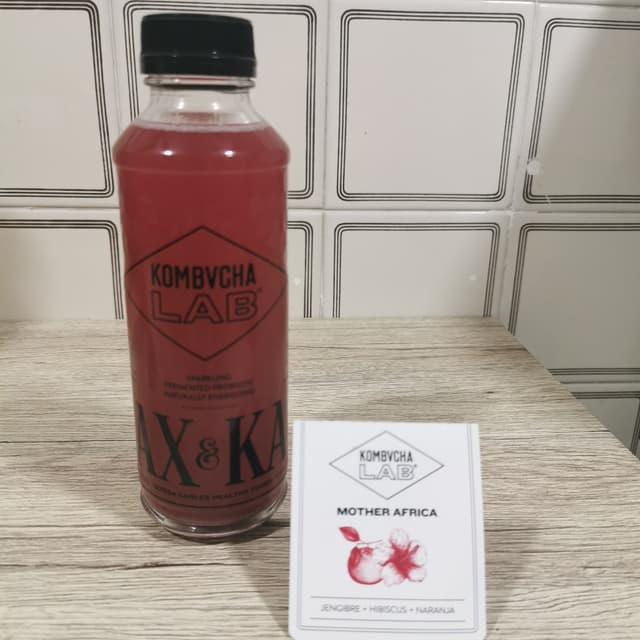 KOMBVCHA
LAB
SPARKLING
FERMENTED PROBIOTIC
NATURALLY ENERGIZING
AX & KA
KOMBVCHA
LAB
MOTHER AFRICA
JENGIBRE • HIBISCUS • NARANJA